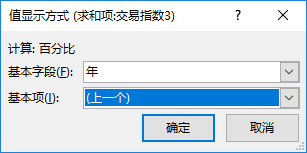 值显示方式 (求和项:交易指数3)
计算: 百分比
基本字段(F): 年
基本项(I): (上一个)
确定 取消